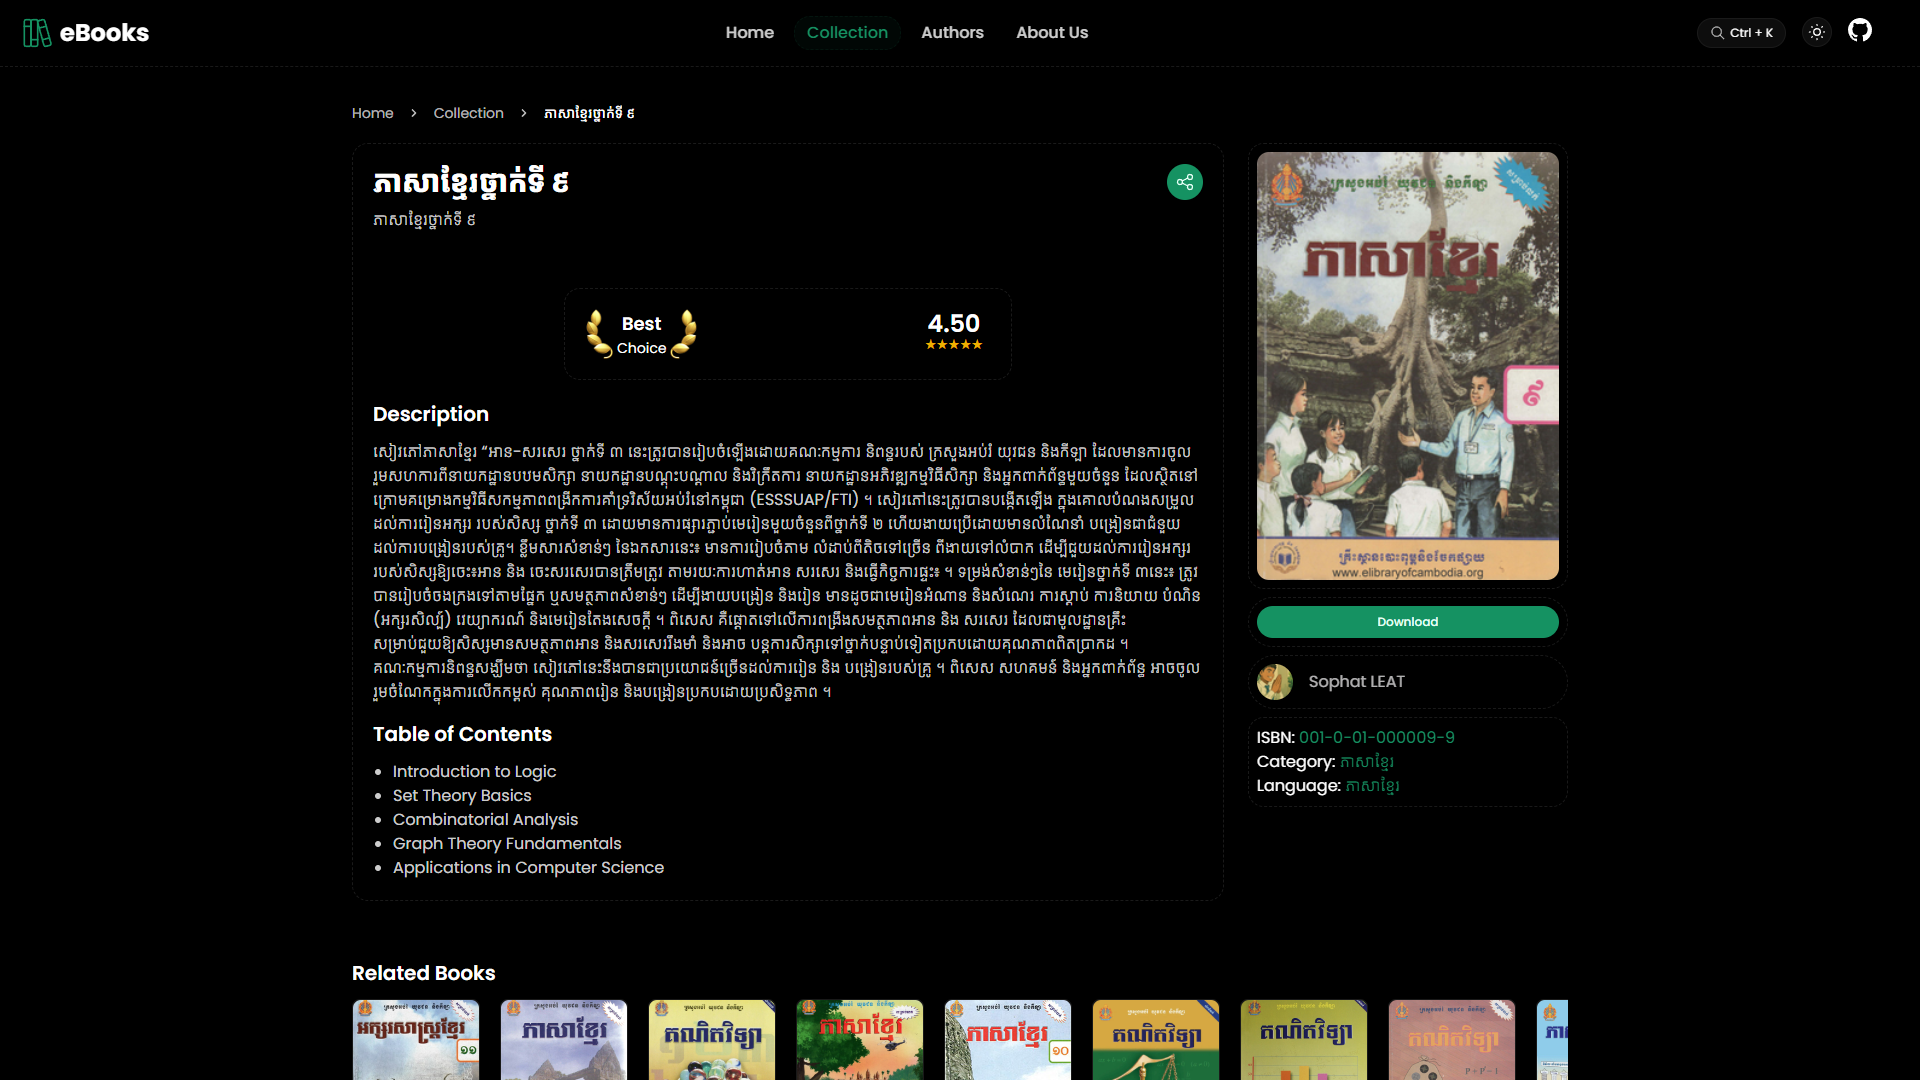 eBooks
Home
Collection
Authors
About Us
Ctrl + K
Home
Collection
ភាសាខ្មែរថ្នាក់ទី ៩
ភាសាខ្មែរថ្នាក់ទី ៩
ភាសាខ្មែរថ្នាក់ទី ៩
Best
Choice
4.50
★★★★★
Description
សៀវភៅភាសាខ្មែរ “អាន-សរសេរ ថ្នាក់ទី ៣ នេះត្រូវបានរៀបចំឡើងដោយគណៈកម្មការ និពន្ធរបស់ ក្រសួងអប់រំ យុវជន និងកីឡា ដែលមានការចូល
រួមសហការពីនាយកដ្ឋានបឋមសិក្សា នាយកដ្ឋានបណ្ដុះបណ្ដាល និងវិក្រឹតការ នាយកដ្ឋានអភិវឌ្ឍកម្មវិធីសិក្សា និងអ្នកពាក់ព័ន្ធមួយចំនួន ដែលស្ថិតនៅ
ក្រោមគម្រោងកម្មវិធីសកម្មភាពពង្រីកការគាំទ្រវិស័យអប់រំនៅកម្ពុជា (ESSSUAP/FTI) ។ សៀវភៅនេះត្រូវបានបង្កើតឡើង ក្នុងគោលបំណងសម្រួល
ដល់ការរៀនអក្សរ របស់សិស្ស ថ្នាក់ទី ៣ ដោយមានការផ្សារភ្ជាប់មេរៀនមួយចំនួនពីថ្នាក់ទី ២ ហើយងាយប្រើដោយមានលំណែនាំ បង្រៀនជាជំនួយ
ដល់ការបង្រៀនរបស់គ្រូ។ ខ្លឹមសារសំខាន់ៗ នៃឯកសារនេះ៖ មានការរៀបចំតាម លំដាប់ពីតិចទៅច្រើន ពីងាយទៅលំបាក ដើម្បីជួយដល់ការរៀនអក្សរ
របស់សិស្សឱ្យចេះ៖អាន និង ចេះសរសេរបានត្រឹមត្រូវ តាមរយៈការហាត់អាន សរសេរ និងធ្វើកិច្ចការផ្ទះ៖ ។ ទម្រង់សំខាន់ៗនៃ មេរៀនថ្នាក់ទី ៣នេះ៖ ត្រូវ
បានរៀបចំចងក្រងទៅតាមផ្នែក ឬសមត្ថភាពសំខាន់ៗ ដើម្បីងាយបង្រៀន និងរៀន មានដូចជាមេរៀនអំណាន និងសំណេរ ការស្ដាប់ ការនិយាយ បំណិន
(អក្សរសិល្ប៍) វេយ្យាករណ៍ និងមេរៀនតែងសេចក្ដី ។ ពិសេស គឺផ្ដោតទៅលើការពង្រឹងសមត្ថភាពអាន និង សរសេរ ដែលជាមូលដ្ឋានគ្រឹះ
សម្រាប់ជួយឱ្យសិស្សមានសមត្ថភាពអាន និងសរសេររឹងមាំ និងអាច បន្តការសិក្សាទៅថ្នាក់បន្ទាប់ទៀតប្រកបដោយគុណភាពពិតប្រាកដ ។
គណៈកម្មការនិពន្ធសង្ឃឹមថា សៀវភៅនេះនឹងបានជាប្រយោជន៍ច្រើនដល់ការរៀន និង បង្រៀនរបស់គ្រូ ។ ពិសេស សហគមន៍ និងអ្នកពាក់ព័ន្ធ អាចចូល
រួមចំណែកក្នុងការលើកកម្ពស់ គុណភាពរៀន និងបង្រៀនប្រកបដោយប្រសិទ្ធភាព ។
Table of Contents
Introduction to Logic
Set Theory Basics
Combinatorial Analysis
Graph Theory Fundamentals
Applications in Computer Science
ក្រសួងអប់រំ យុវជន និងកីឡា
ភាសាខ្មែរ
៩
គ្រឹះស្ថានបោះពុម្ពនិងចែកផ្សាយ
www.elibraryofcambodia.org
Download
Sophat LEAT
ISBN: 001-0-01-000009-9
Category: ភាសាខ្មែរ
Language: ភាសាខ្មែរ
Related Books
អក្សរសាស្ត្រខ្មែរ
១១
ភាសាខ្មែរ
គណិតវិទ្យា
ភាសាខ្មែរ
ភាសាខ្មែរ
១០
គណិតវិទ្យា
គណិតវិទ្យា
គណិតវិទ្យា